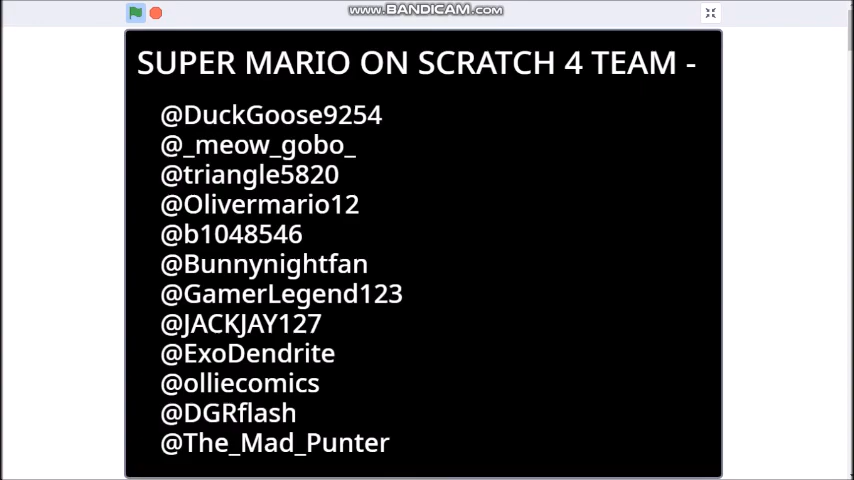 www.BANDICAM.com
SUPER MARIO ON SCRATCH 4 TEAM -
@DuckGoose9254
@_meow_gobo_
@triangle5820
@Olivermario12
@b1048546
@Bunnynightfan
@GamerLegend123
@JACKJAY127
@ExoDendrite
@olliecomics
@DGRflash
@The_Mad_Punter